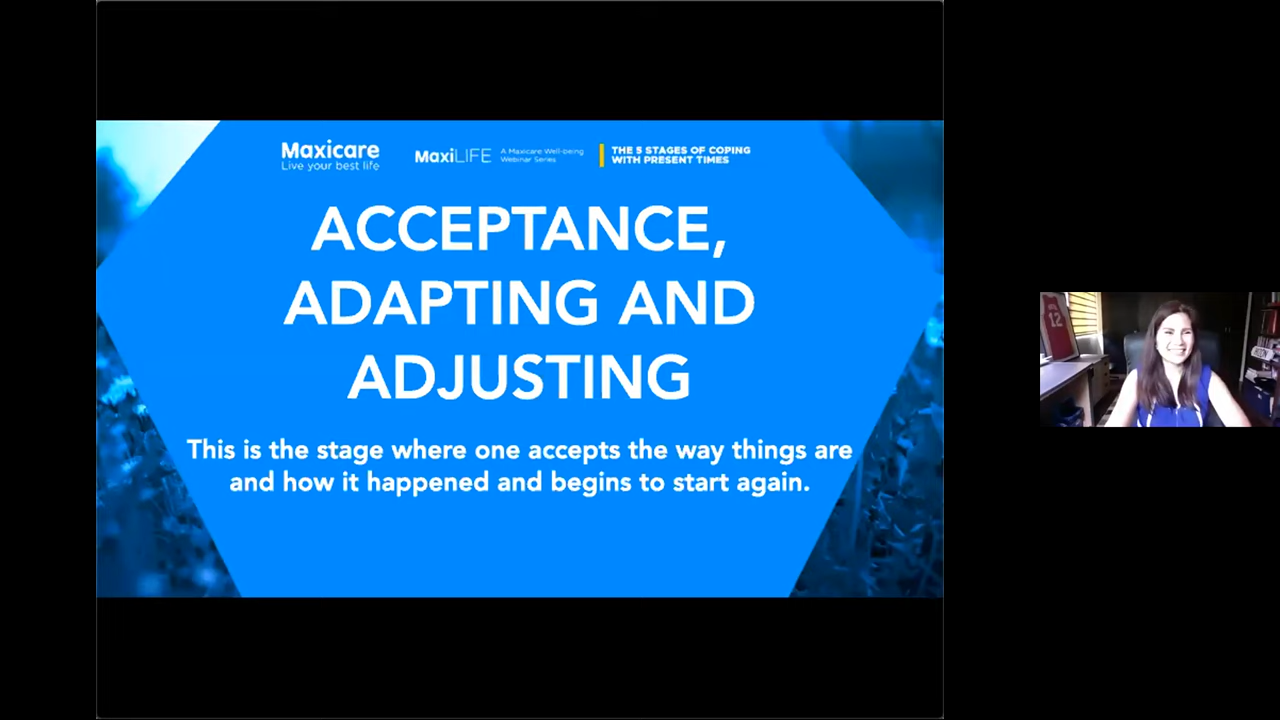 Maxicare
Live your best life
MaxiLIFE
A Maxicare Well-being
Webinar Series
THE 5 STAGES OF COPING
WITH PRESENT TIMES
ACCEPTANCE,
ADAPTING AND
ADJUSTING
This is the stage where one accepts the way things are
and how it happened and begins to start again.
12